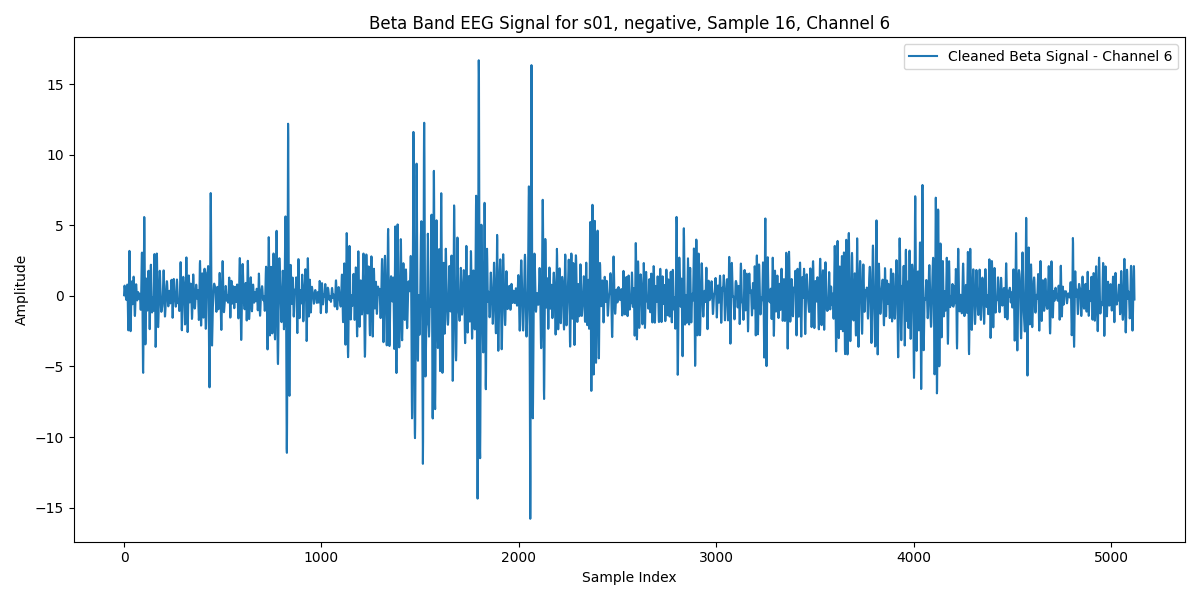 Beta Band EEG Signal for s01, negative, Sample 16, Channel 6
Cleaned Beta Signal - Channel 6
Amplitude
15
10
5
0
−5
−10
−15
0 1000 2000 3000 4000 5000
Sample Index